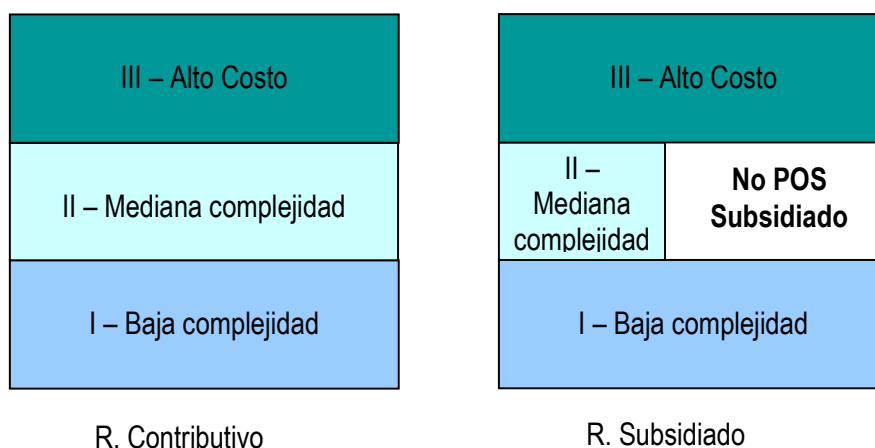 III – Alto Costo
II – Mediana complejidad
I – Baja complejidad
R. Contributivo
III – Alto Costo
II –
Mediana
complejidad
No POS
Subsidiado
I – Baja complejidad
R. Subsidiado